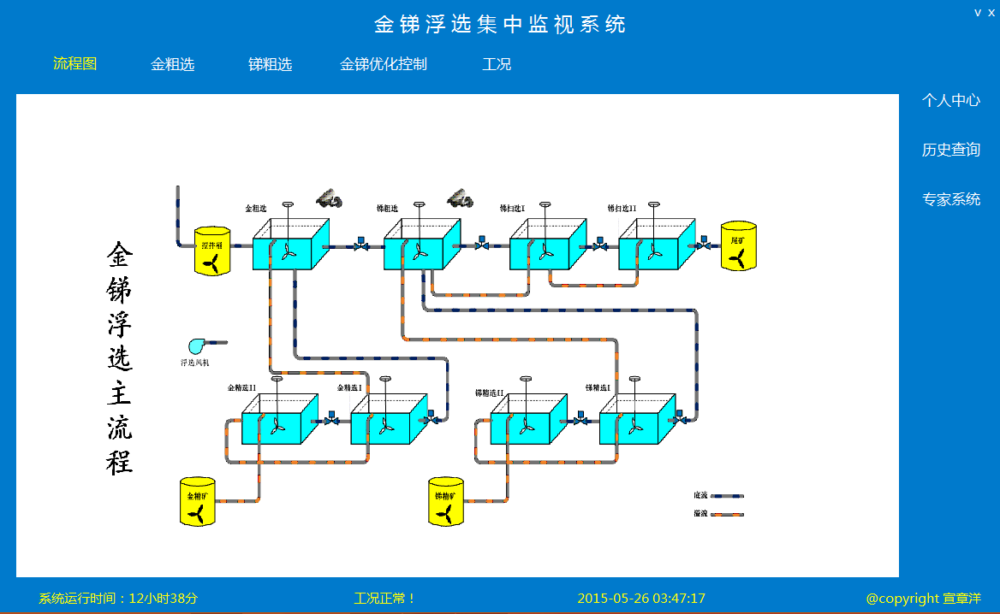 金锑浮选集中监视系统
v x
流程图 金粗选 锑粗选 金锑优化控制 工况
个人中心
历史查询
专家系统
金粗选 锑粗选 锑扫选I 锑扫选II
搅拌桶 尾矿
金锑浮选主流程
浮选风机
金精选II 金精选I 锑精选II 锑精选I
金精矿 锑精矿
底流
溢流
系统运行时间：12小时38分 工况正常！ 2015-05-26 03:47:17 @copyright 宣章洋